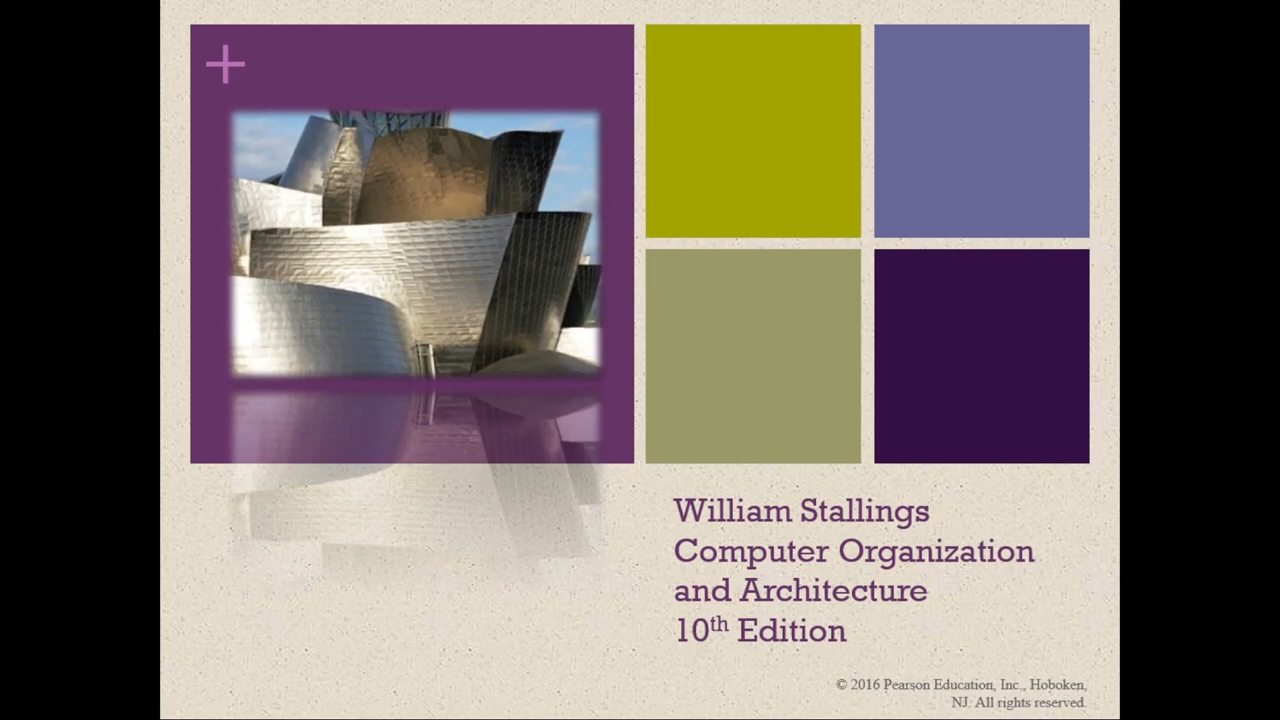 +
William Stallings
Computer Organization
and Architecture
10th Edition
© 2016 Pearson Education, Inc., Hoboken,
NJ. All rights reserved.